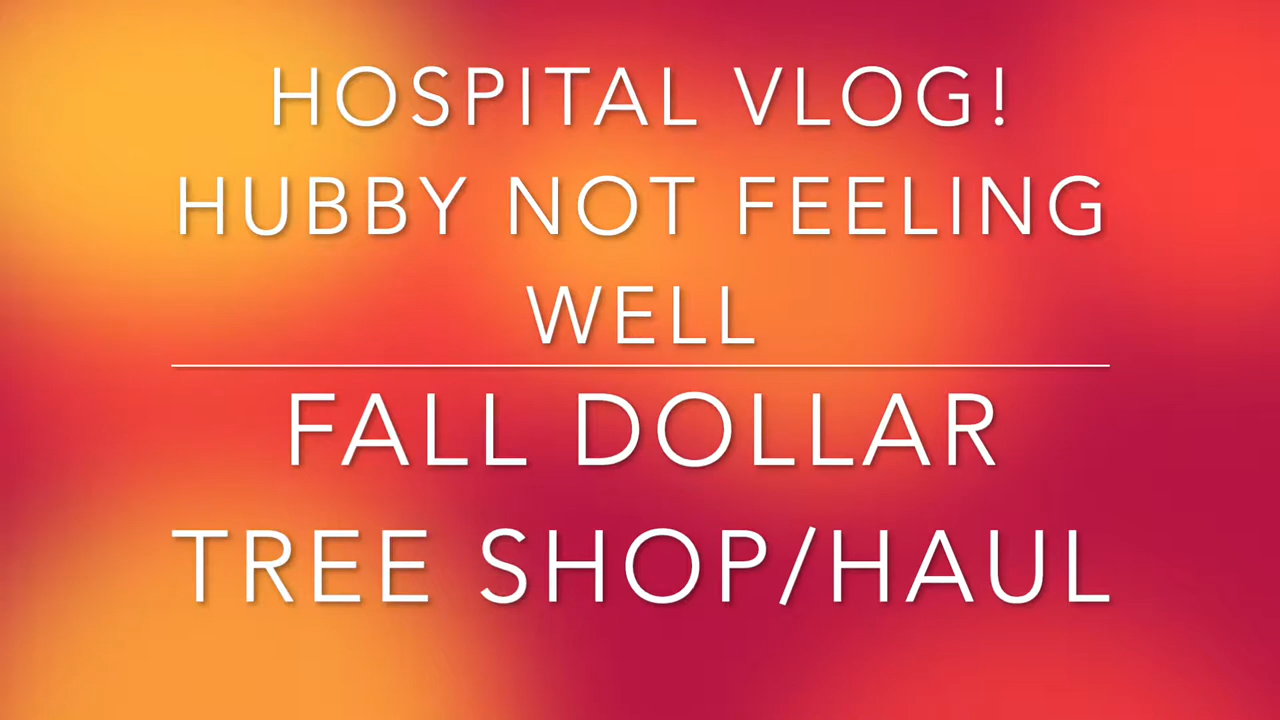 HOSPITAL VLOG!
HUBBY NOT FEELING
WELL
FALL DOLLAR
TREE SHOP/HAUL